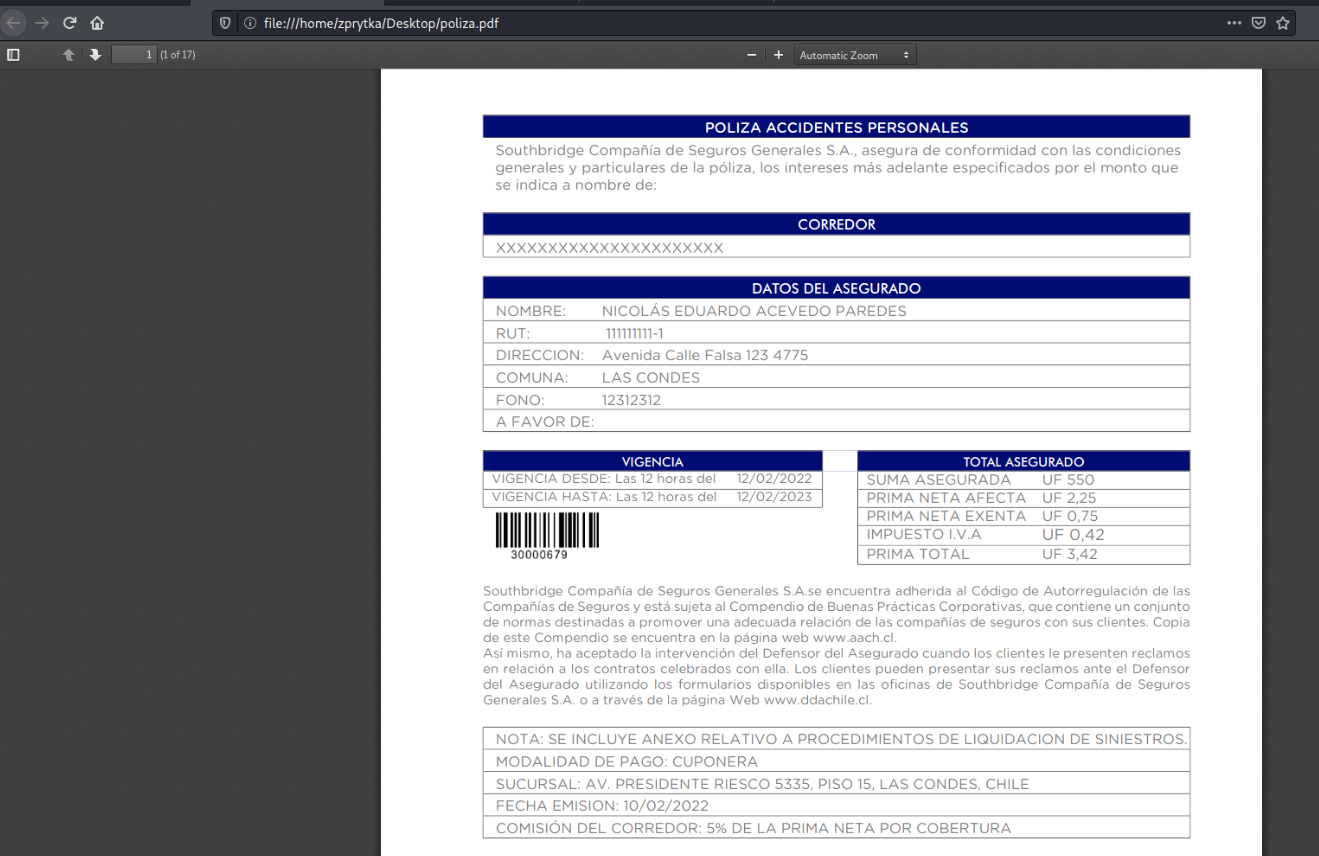 file:///home/zprytka/Desktop/poliza.pdf
1 (1 of 17)
Automatic Zoom
POLIZA ACCIDENTES PERSONALES
Southbridge Compañía de Seguros Generales S.A., asegura de conformidad con las condiciones
generales y particulares de la póliza, los intereses más adelante especificados por el monto que
se indica a nombre de:
CORREDOR
XXXXXXXXXXXXXXXXXXXXXX
DATOS DEL ASEGURADO
NOMBRE: NICOLÁS EDUARDO ACEVEDO PAREDES
RUT: 111111111-1
DIRECCION: Avenida Calle Falsa 123 4775
COMUNA: LAS CONDES
FONO: 12312312
A FAVOR DE:
VIGENCIA
VIGENCIA DESDE: Las 12 horas del 12/02/2022
VIGENCIA HASTA: Las 12 horas del 12/02/2023
30000679
TOTAL ASEGURADO
SUMA ASEGURADA UF 550
PRIMA NETA AFECTA UF 2,25
PRIMA NETA EXENTA UF 0,75
IMPUESTO I.V.A UF 0,42
PRIMA TOTAL UF 3,42
Southbridge Compañía de Seguros Generales S.A.se encuentra adherida al Código de Autorregulación de las
Compañías de Seguros y está sujeta al Compendio de Buenas Prácticas Corporativas, que contiene un conjunto
de normas destinadas a promover una adecuada relación de las compañías de seguros con sus clientes. Copia
de este Compendio se encuentra en la página web www.aach.cl.
Así mismo, ha aceptado la intervención del Defensor del Asegurado cuando los clientes le presenten reclamos
en relación a los contratos celebrados con ella. Los clientes pueden presentar sus reclamos ante el Defensor
del Asegurado utilizando los formularios disponibles en las oficinas de Southbridge Compañía de Seguros
Generales S.A. o a través de la página Web www.ddachile.cl.
NOTA: SE INCLUYE ANEXO RELATIVO A PROCEDIMIENTOS DE LIQUIDACION DE SINIESTROS.
MODALIDAD DE PAGO: CUPONERA
SUCURSAL: AV. PRESIDENTE RIESCO 5335, PISO 15, LAS CONDES, CHILE
FECHA EMISION: 10/02/2022
COMISIÓN DEL CORREDOR: 5% DE LA PRIMA NETA POR COBERTURA